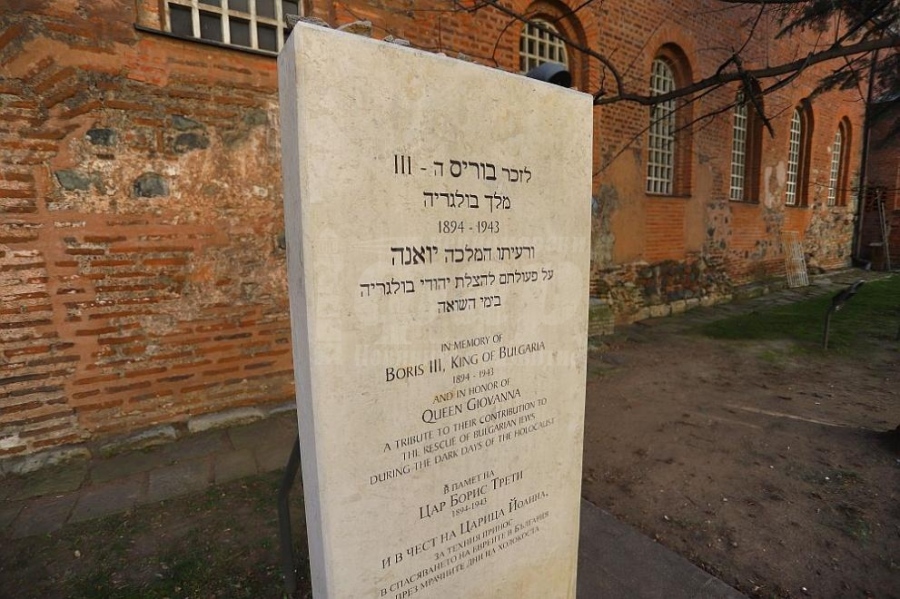 לזכר בוריס ה - III
מלך בולגריה
1894 - 1943
ורעיתו המלכה יואנה
על פעולתם להצלת יהודי בולגריה
בימי השואה
IN MEMORY OF
BORIS III, KING OF BULGARIA
1894 - 1943
AND IN HONOR OF
QUEEN GIOVANNA
A TRIBUTE TO THEIR CONTRIBUTION TO
THE RESCUE OF BULGARIAN JEWS
DURING THE DARK DAYS OF THE HOLOCAUST
В ПАМЕТ НА
ЦАР БОРИС ТРЕТИ
1894-1943
И В ЧЕСТ НА ЦАРИЦА ЙОАННА,
ЗА ТЕХНИЯ ПРИНОС
В СПАСЯВАНЕТО НА ЕВРЕИТЕ В БЪЛГАРИЯ
ПРЕЗ МРАЧНИТЕ ДНИ НА ХОЛОКОСТА